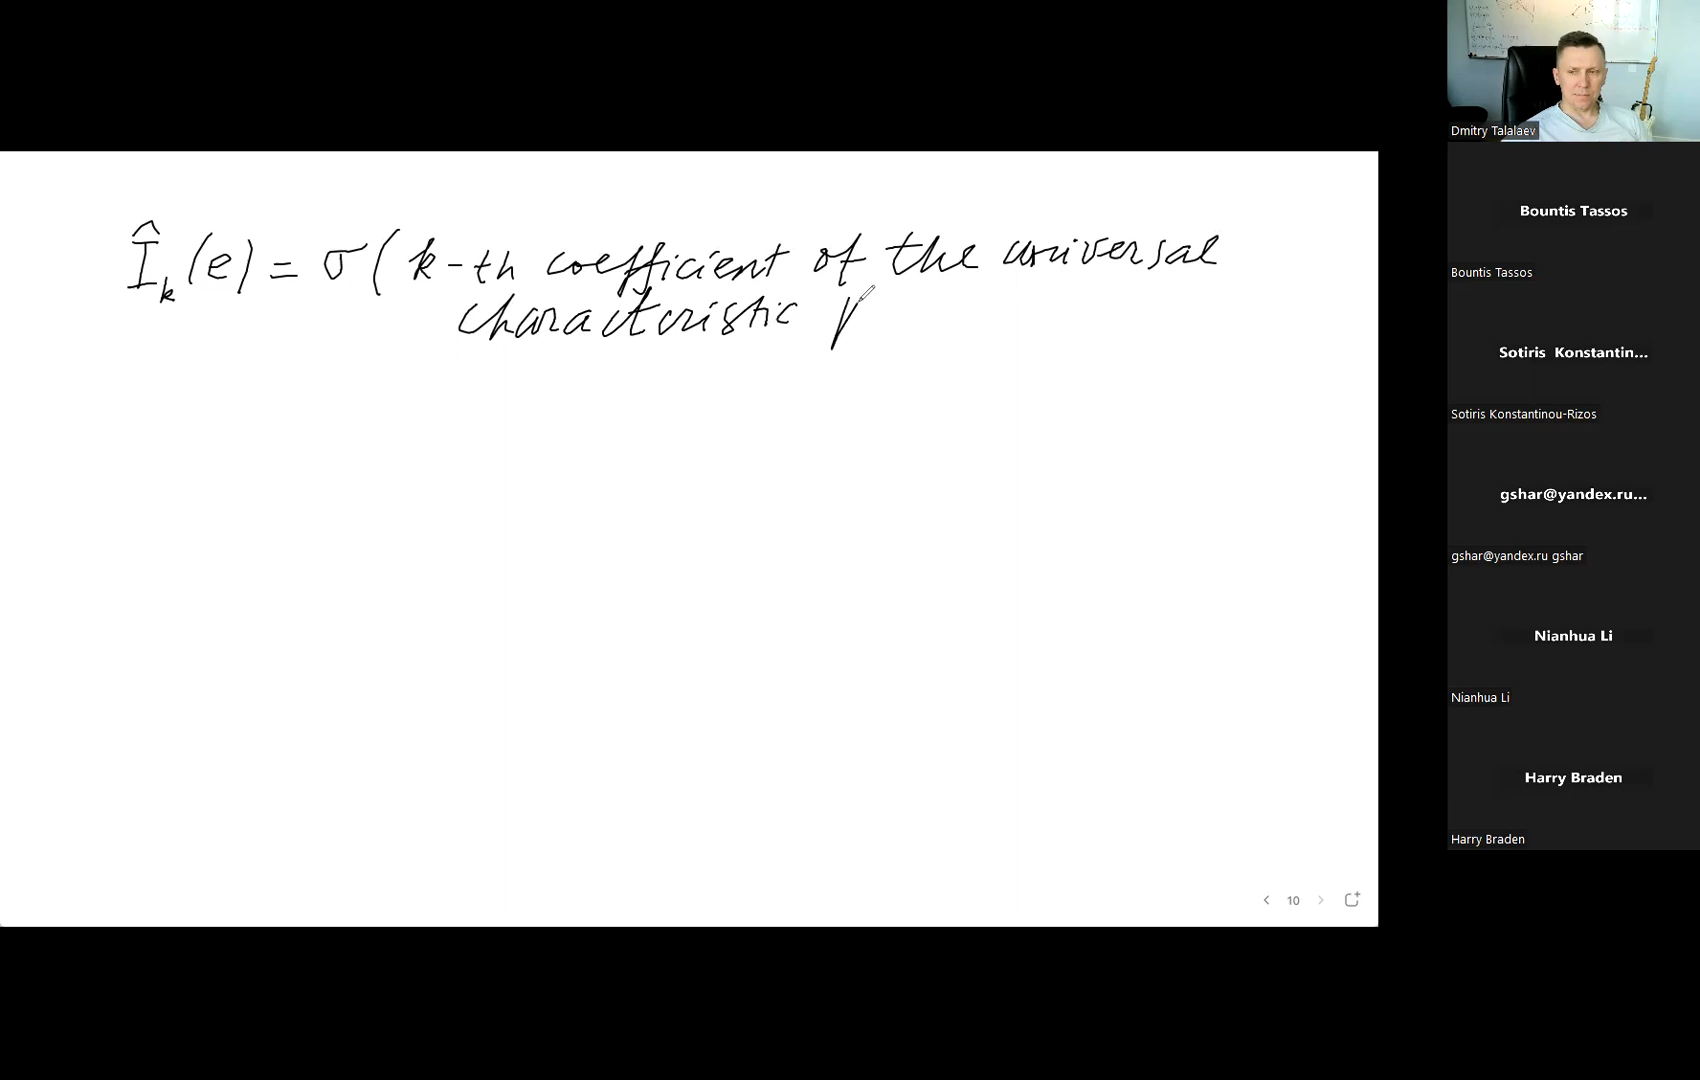 Î_k(e) = σ( k-th coefficient of the universal
characteristic p
10
Dmitry Talalaev
Bountis Tassos
Bountis Tassos
Sotiris Konstantin...
Sotiris Konstantinou-Rizos
gshar@yandex.ru...
gshar@yandex.ru gshar
Nianhua Li
Nianhua Li
Harry Braden
Harry Braden